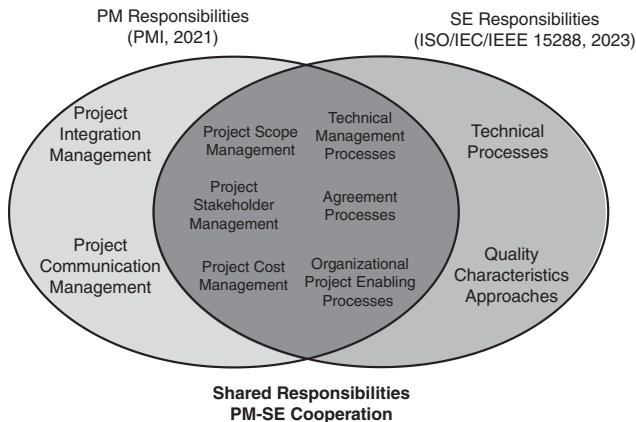 PM Responsibilities
(PMI, 2021)
SE Responsibilities
(ISO/IEC/IEEE 15288, 2023)
Project
Integration
Management
Project
Communication
Management
Project Scope
Management
Project
Stakeholder
Management
Project Cost
Management
Technical
Management
Processes
Agreement
Processes
Organizational
Project Enabling
Processes
Technical
Processes
Quality
Characteristics
Approaches
Shared Responsibilities
PM-SE Cooperation